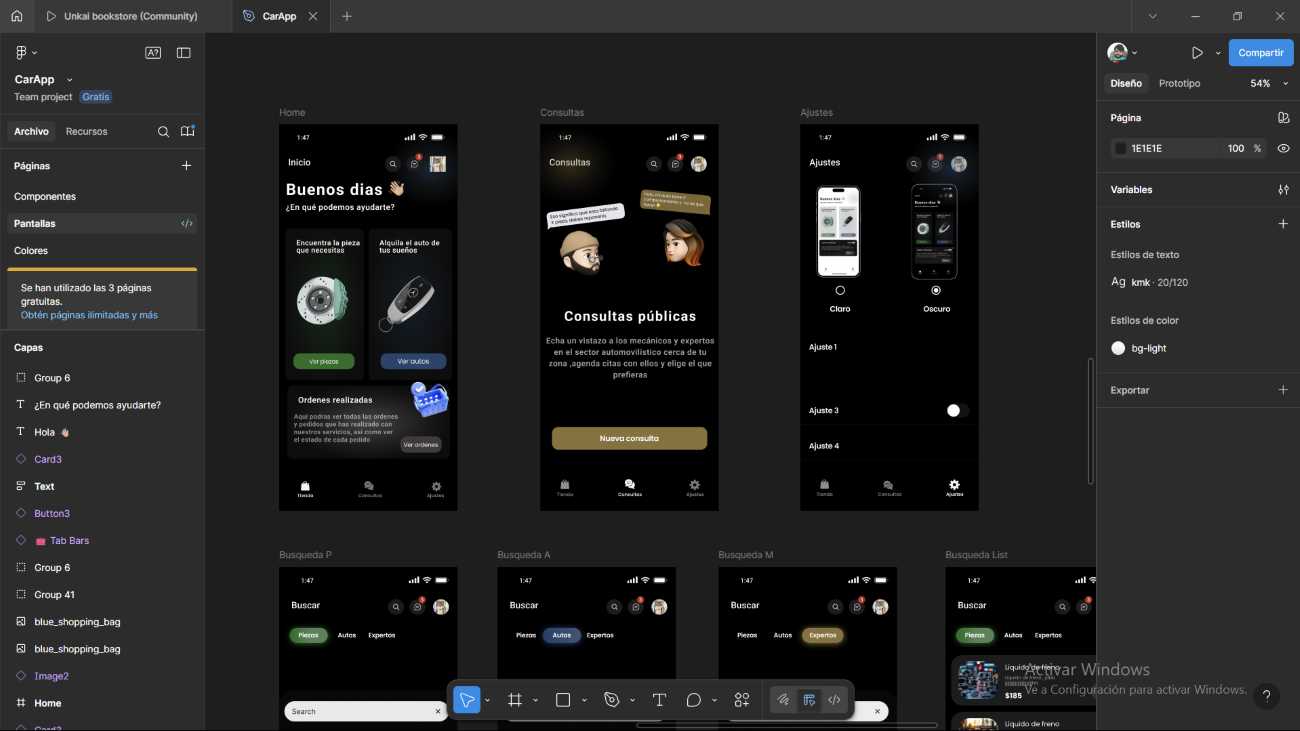 Unkai bookstore (Community)
CarApp
A?
CarApp
Team project Gratis
Archivo Recursos
Páginas
Componentes
Pantallas
Colores
Se han utilizado las 3 páginas
gratuitas.
Obtén páginas ilimitadas y más
Capas
Group 6
¿En qué podemos ayudarte?
Hola 👋🏼
Card3
Text
Button3
Tab Bars
Group 6
Group 41
blue_shopping_bag
blue_shopping_bag
Image2
Home
Card3
Home
1:47
Inicio
Buenos dias 👋🏼
¿En qué podemos ayudarte?
Encuentra la pieza
que necesitas
Ver piezas
Alquila el auto de
tus sueños
Ver autos
Ordenes realizadas
Aquí podras ver todas las ordenes
y pedidos que has realizado con
nuestros servicios, asi como ver
el estado de cada pedido
Ver ordenes
Tienda
Consultas
Ajustes
Consultas
1:47
Consultas
Consultas públicas
Echa un vistazo a los mecánicos y expertos
en el sector automovilístico cerca de tu
zona ,agenda citas con ellos y elige el que
prefieras
Nueva consulta
Tienda
Consultas
Ajustes
Ajustes
1:47
Ajustes
Claro
Oscuro
Ajuste 1
Ajuste 3
Ajuste 4
Tienda
Consultas
Ajustes
Busqueda P
1:47
Buscar
Piezas Autos Expertos
Search
Busqueda A
1:47
Buscar
Piezas Autos Expertos
Busqueda M
1:47
Buscar
Piezas Autos Expertos
Busqueda List
1:47
Buscar
Piezas Autos Expertos
Liquido de freno
$185
Liquido de freno
Compartir
Diseño Prototipo 54%
Página
1E1E1E 100 %
Variables
Estilos
Estilos de texto
Ag kmk · 20/120
Estilos de color
bg-light
Exportar
Activar Windows
Ve a Configuración para activar Windows.
?